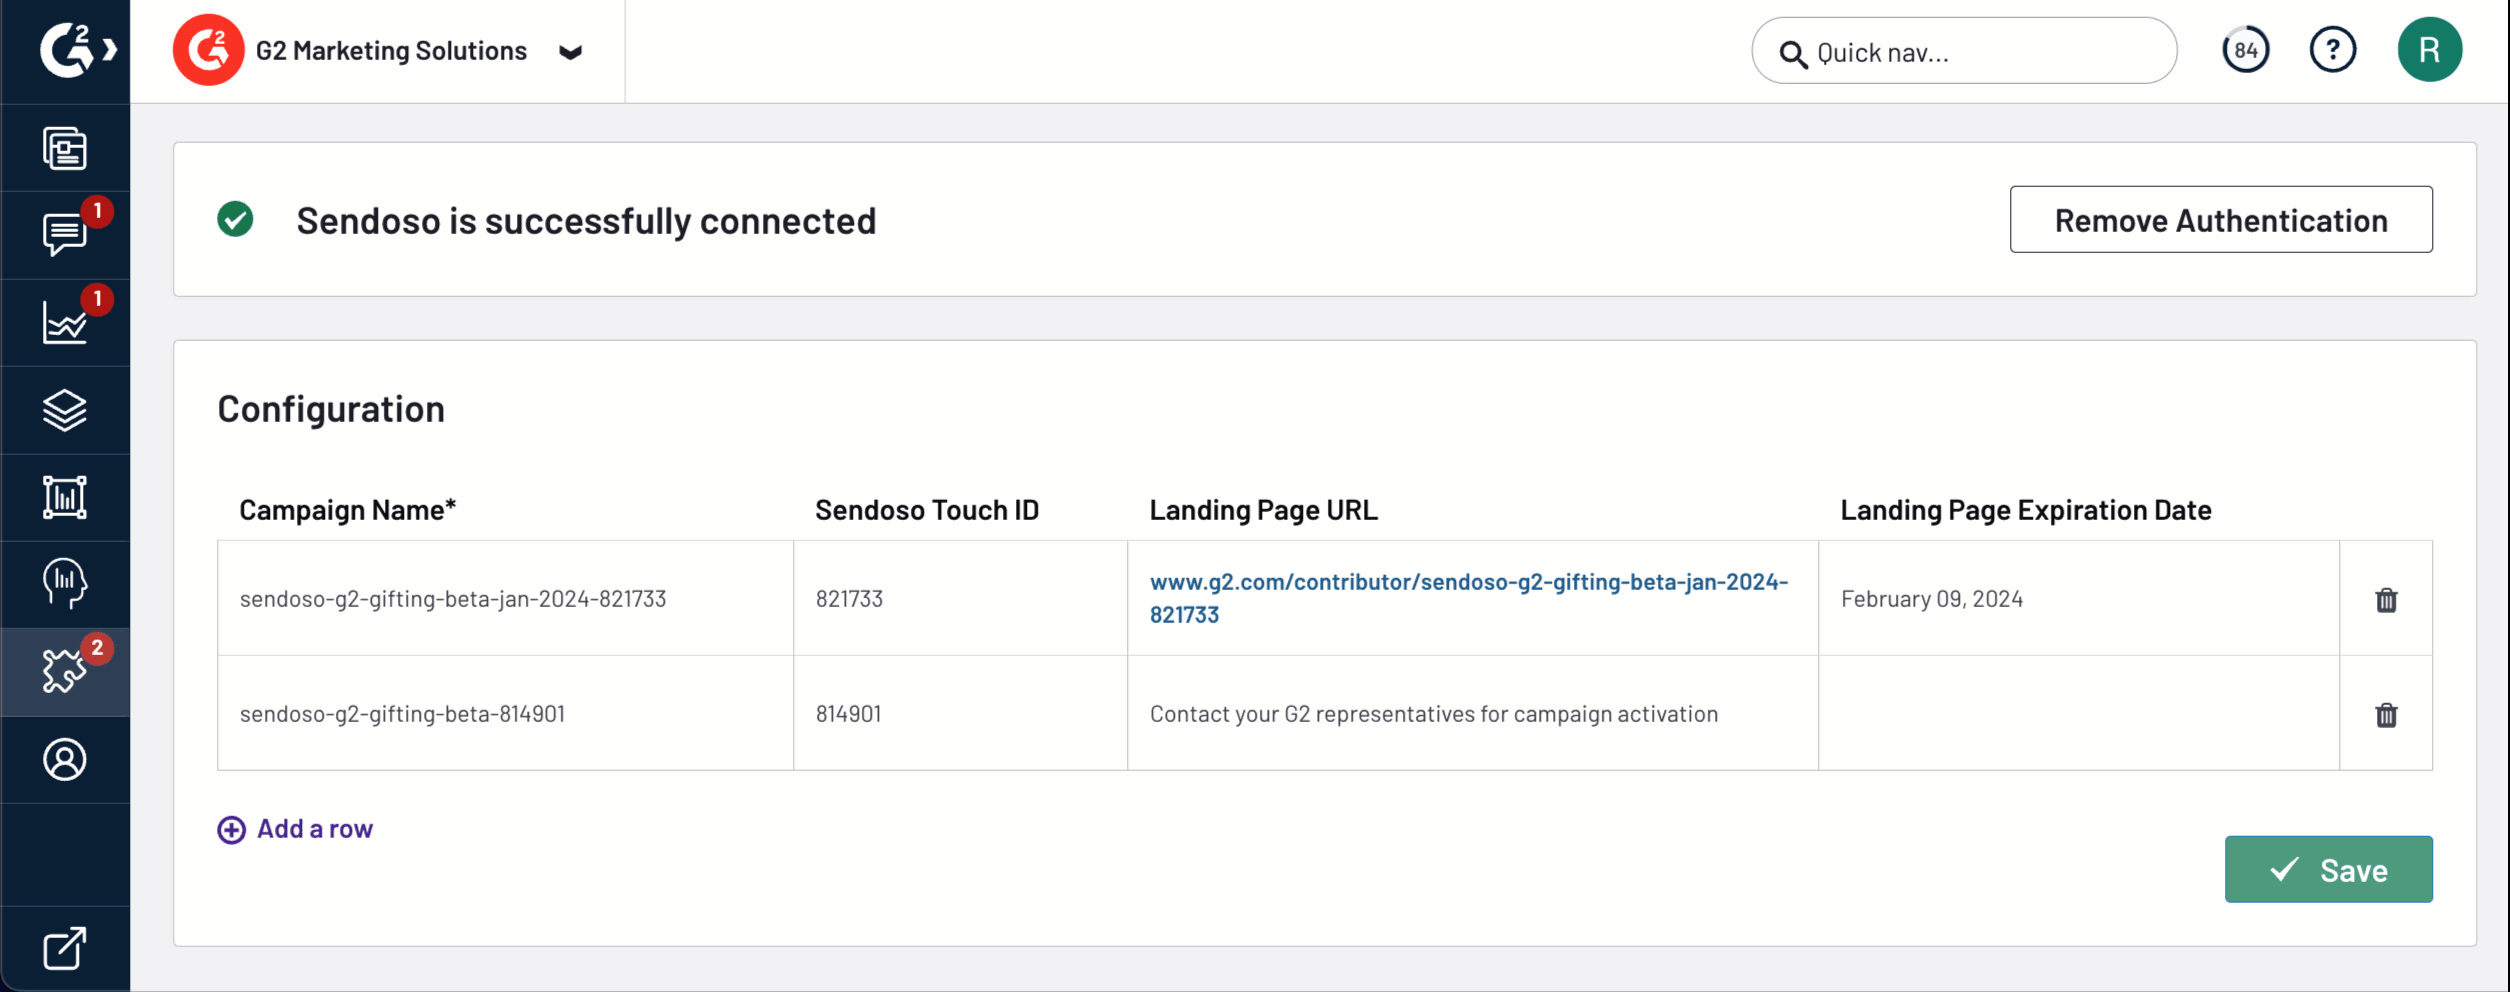 G2 Marketing Solutions
Quick nav...
84
?
R
1
1
2
Sendoso is successfully connected
Remove Authentication
Configuration
Campaign Name*
Sendoso Touch ID
Landing Page URL
Landing Page Expiration Date
sendoso-g2-gifting-beta-jan-2024-821733
821733
www.g2.com/contributor/sendoso-g2-gifting-beta-jan-2024-
821733
February 09, 2024
sendoso-g2-gifting-beta-814901
814901
Contact your G2 representatives for campaign activation
Add a row
Save